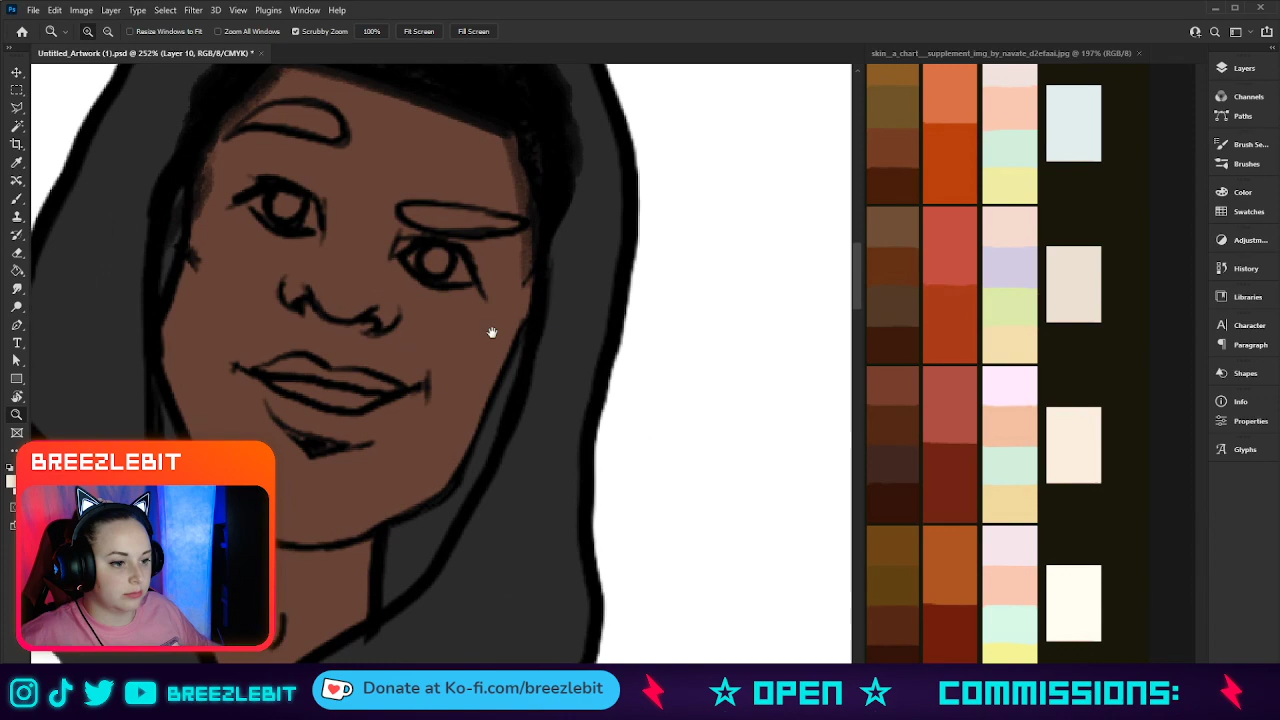 Ps File Edit Image Layer Type Select Filter 3D View Plugins Window Help
Resize Windows to Fit Zoom All Windows Scrubby Zoom 100% Fit Screen Fill Screen
Untitled_Artwork (1).psd @ 252% (Layer 10, RGB/8/CMYK) *
skin__a_chart__supplement_img_by_navate_d2efaai.jpg @ 197% (RGB/8)
Layers
Channels
Paths
Brush Se...
Brushes
Color
Swatches
Adjustm...
History
Libraries
Character
Paragraph
Shapes
Info
Properties
Glyphs
BREEZLEBIT
BREEZLEBIT
Donate at Ko-fi.com/breezlebit
OPEN
COMMISSIONS: